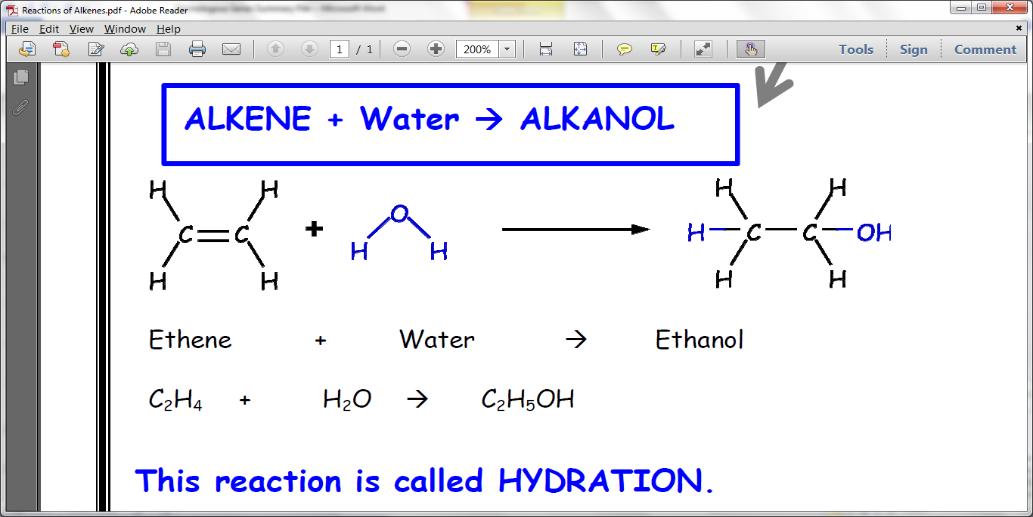 Reactions of Alkenes.pdf - Adobe Reader
File Edit View Window Help
1 / 1 200% Tools Sign Comment
ALKENE + Water → ALKANOL
H H H H
C=C + O → H-C-C-OH
H H
H H H H
Ethene + Water → Ethanol
C₂H₄ + H₂O → C₂H₅OH
This reaction is called HYDRATION.